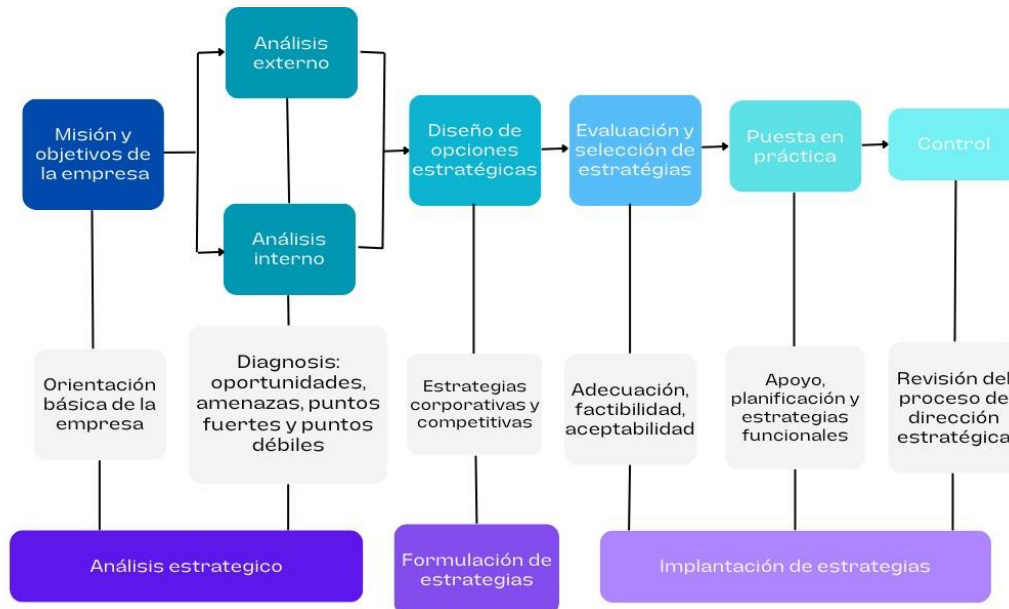 Análisis
externo
Misión y
objetivos de
la empresa
Análisis
interno
Diseño de
opciones
estratégicas
Evaluación y
selección de
estratégias
Puesta en
práctica
Control
Orientación
básica de la
empresa
Diagnosis:
oportunidades,
amenazas, puntos
fuertes y puntos
débiles
Estrategias
corporativas y
competitivas
Adecuación,
factibilidad,
aceptabilidad
Apoyo,
planificación y
estrategias
funcionales
Revisión del
proceso de
dirección
estratégica
Análisis estrategico
Formulación de
estrategias
Implantación de estrategias